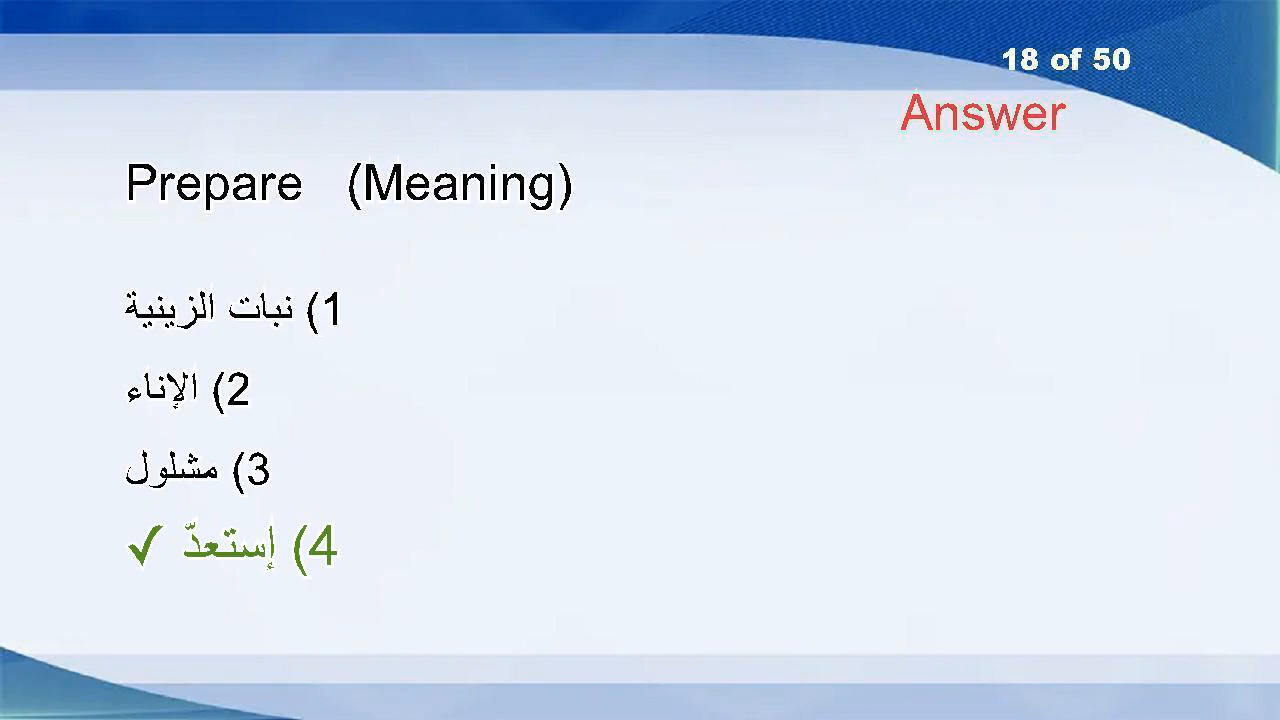 18 of 50
Answer
Prepare (Meaning)
1) نبات الزينية
2) الإناء
3) مشلول
4) إستعدّ ✓